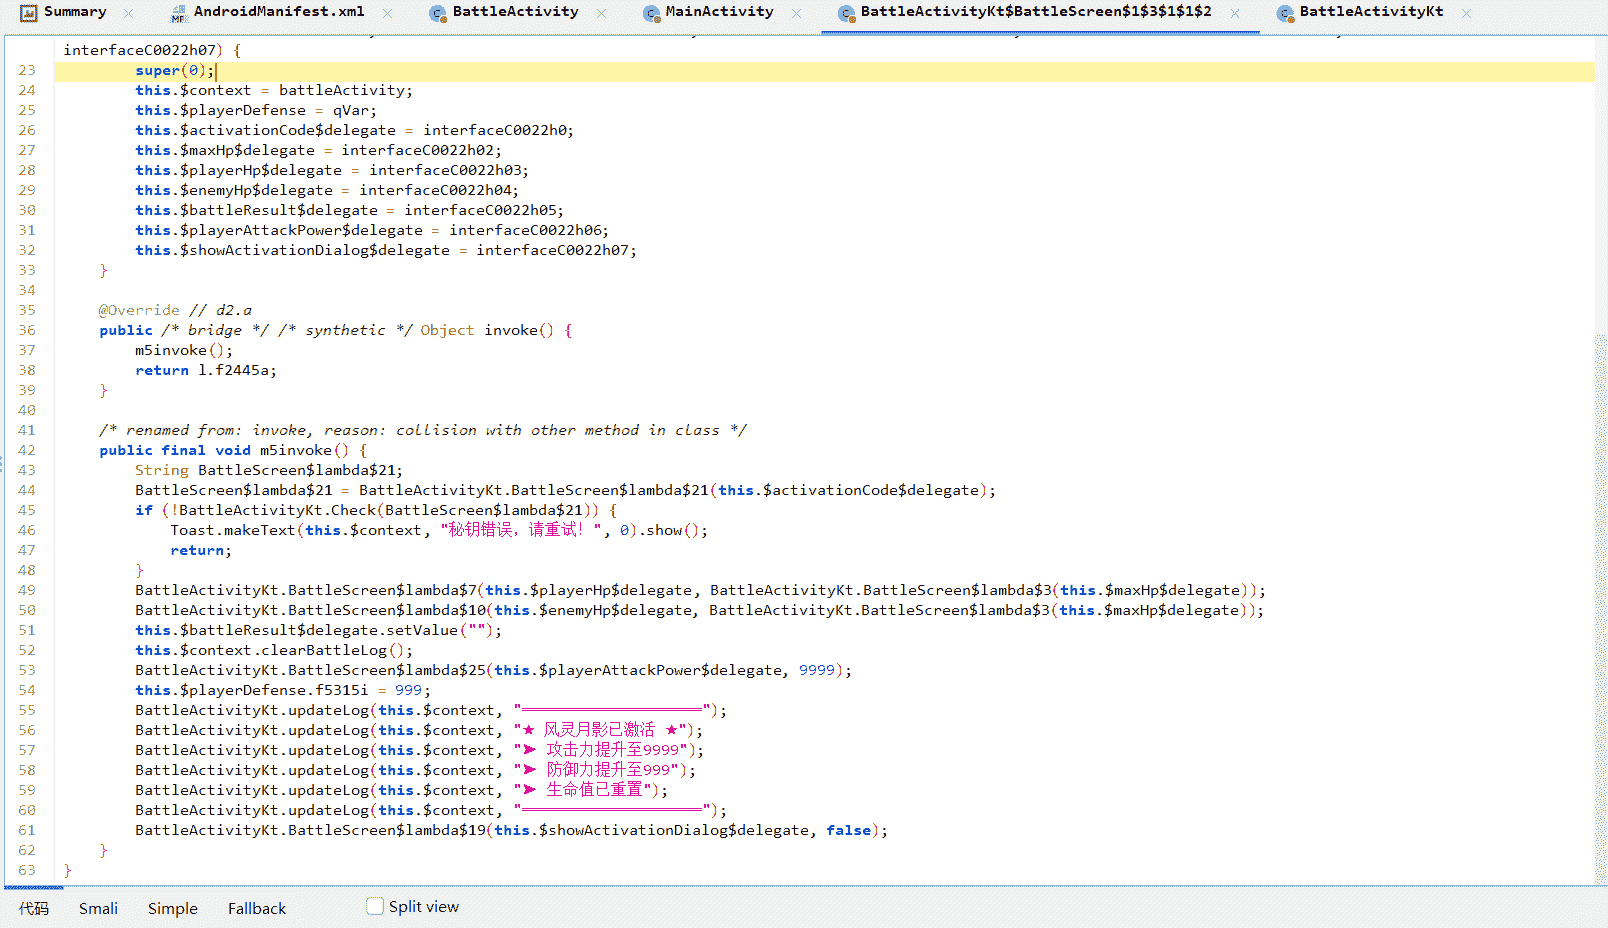 Summary AndroidManifest.xml BattleActivity MainActivity BattleActivityKt$BattleScreen$1$3$1$1$2 BattleActivityKt
interfaceC0022h07) {
23 super(0);
24 this.$context = battleActivity;
25 this.$playerDefense = qVar;
26 this.$activationCode$delegate = interfaceC0022h0;
27 this.$maxHp$delegate = interfaceC0022h02;
28 this.$playerHp$delegate = interfaceC0022h03;
29 this.$enemyHp$delegate = interfaceC0022h04;
30 this.$battleResult$delegate = interfaceC0022h05;
31 this.$playerAttackPower$delegate = interfaceC0022h06;
32 this.$showActivationDialog$delegate = interfaceC0022h07;
33 }
34
35 @Override // d2.a
36 public /* bridge */ /* synthetic */ Object invoke() {
37 m5invoke();
38 return l.f2445a;
39 }
40
41 /* renamed from: invoke, reason: collision with other method in class */
42 public final void m5invoke() {
43 String BattleScreen$lambda$21;
44 BattleScreen$lambda$21 = BattleActivityKt.BattleScreen$lambda$21(this.$activationCode$delegate);
45 if (!BattleActivityKt.Check(BattleScreen$lambda$21)) {
46 Toast.makeText(this.$context, "秘钥错误，请重试！", 0).show();
47 return;
48 }
49 BattleActivityKt.BattleScreen$lambda$7(this.$playerHp$delegate, BattleActivityKt.BattleScreen$lambda$3(this.$maxHp$delegate));
50 BattleActivityKt.BattleScreen$lambda$10(this.$enemyHp$delegate, BattleActivityKt.BattleScreen$lambda$3(this.$maxHp$delegate));
51 this.$battleResult$delegate.setValue("");
52 this.$context.clearBattleLog();
53 BattleActivityKt.BattleScreen$lambda$25(this.$playerAttackPower$delegate, 9999);
54 this.$playerDefense.f5315i = 999;
55 BattleActivityKt.updateLog(this.$context, "════════════════════");
56 BattleActivityKt.updateLog(this.$context, "★ 风灵月影已激活 ★");
57 BattleActivityKt.updateLog(this.$context, "➤ 攻击力提升至9999");
58 BattleActivityKt.updateLog(this.$context, "➤ 防御力提升至999");
59 BattleActivityKt.updateLog(this.$context, "➤ 生命值已重置");
60 BattleActivityKt.updateLog(this.$context, "════════════════════");
61 BattleActivityKt.BattleScreen$lambda$19(this.$showActivationDialog$delegate, false);
62 }
63 }
代码 Smali Simple Fallback Split view